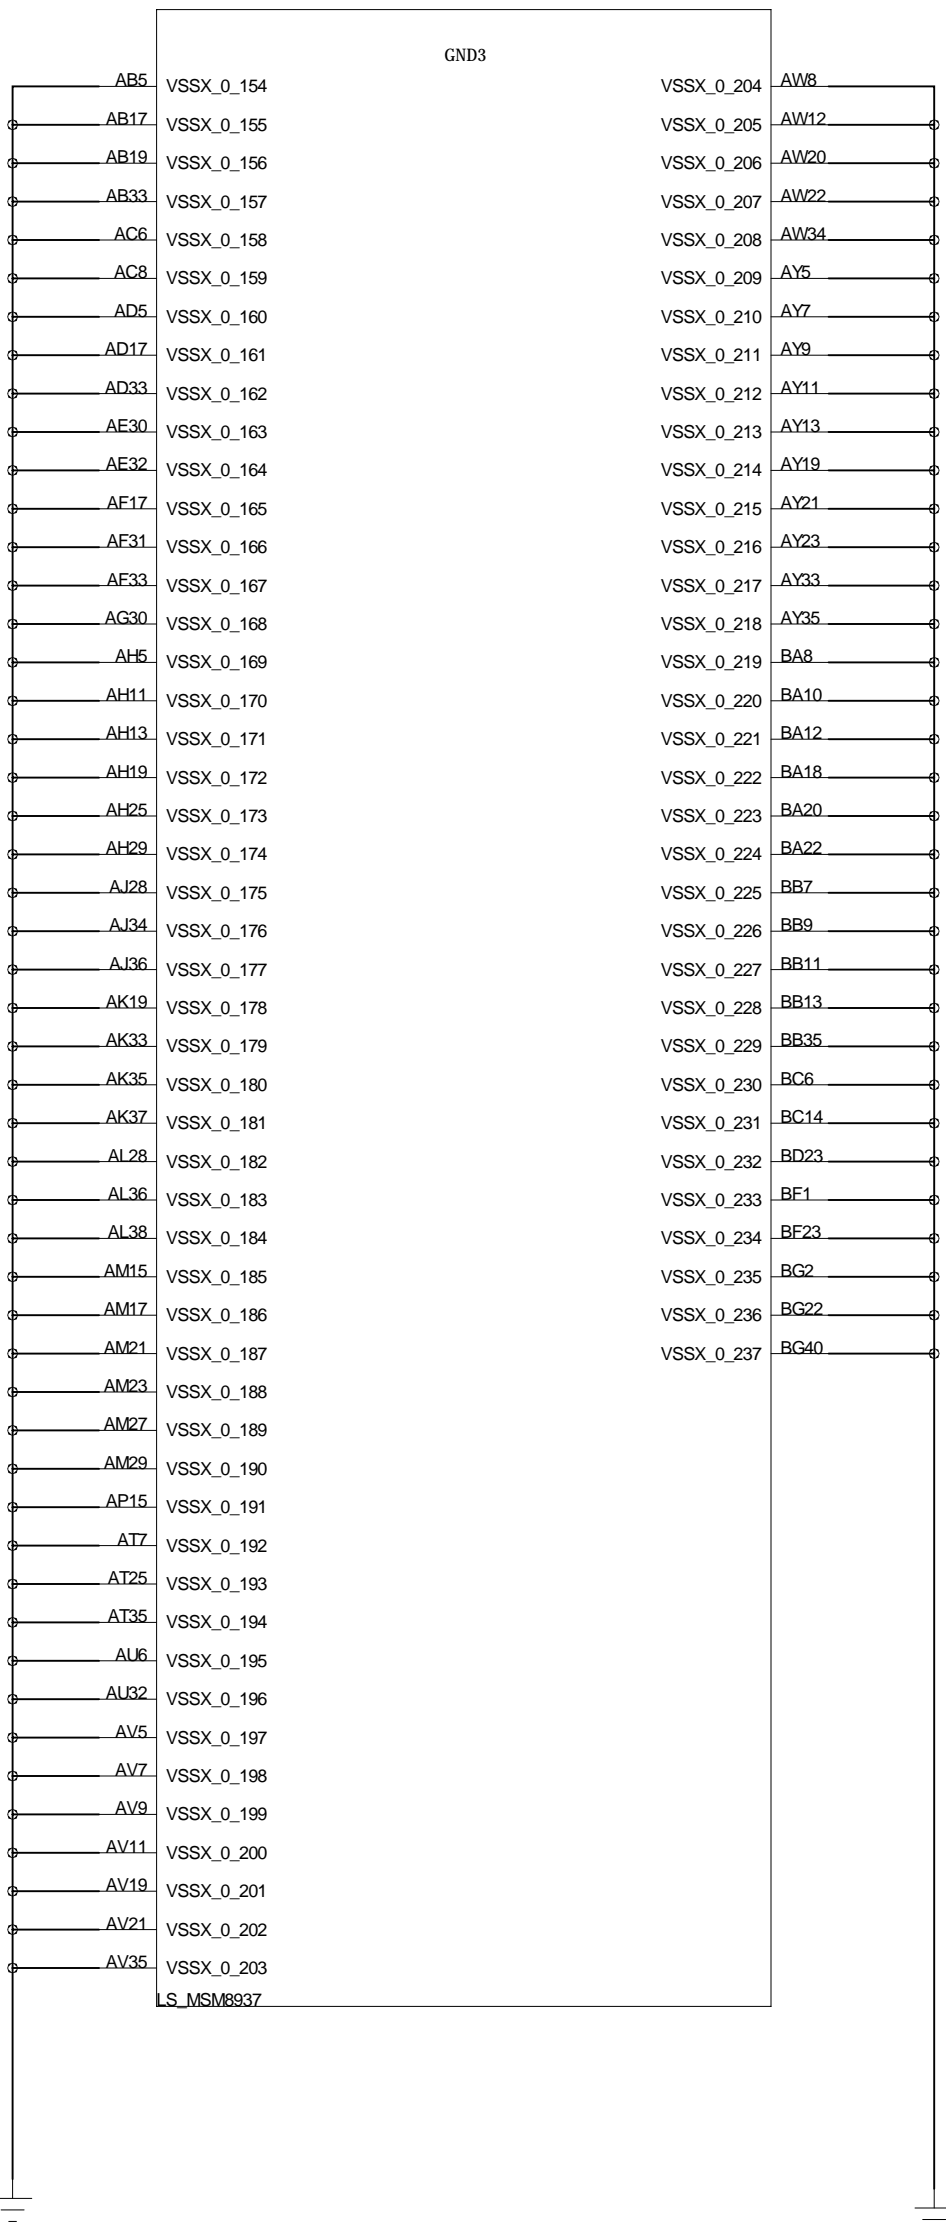 GND3
AB5 VSSX_0_154 VSSX_0_204 AW8
AB17 VSSX_0_155 VSSX_0_205 AW12
AB19 VSSX_0_156 VSSX_0_206 AW20
AB33 VSSX_0_157 VSSX_0_207 AW22
AC6 VSSX_0_158 VSSX_0_208 AW34
AC8 VSSX_0_159 VSSX_0_209 AY5
AD5 VSSX_0_160 VSSX_0_210 AY7
AD17 VSSX_0_161 VSSX_0_211 AY9
AD33 VSSX_0_162 VSSX_0_212 AY11
AE30 VSSX_0_163 VSSX_0_213 AY13
AE32 VSSX_0_164 VSSX_0_214 AY19
AF17 VSSX_0_165 VSSX_0_215 AY21
AF31 VSSX_0_166 VSSX_0_216 AY23
AF33 VSSX_0_167 VSSX_0_217 AY33
AG30 VSSX_0_168 VSSX_0_218 AY35
AH5 VSSX_0_169 VSSX_0_219 BA8
AH11 VSSX_0_170 VSSX_0_220 BA10
AH13 VSSX_0_171 VSSX_0_221 BA12
AH19 VSSX_0_172 VSSX_0_222 BA18
AH25 VSSX_0_173 VSSX_0_223 BA20
AH29 VSSX_0_174 VSSX_0_224 BA22
AJ28 VSSX_0_175 VSSX_0_225 BB7
AJ34 VSSX_0_176 VSSX_0_226 BB9
AJ36 VSSX_0_177 VSSX_0_227 BB11
AK19 VSSX_0_178 VSSX_0_228 BB13
AK33 VSSX_0_179 VSSX_0_229 BB35
AK35 VSSX_0_180 VSSX_0_230 BC6
AK37 VSSX_0_181 VSSX_0_231 BC14
AL28 VSSX_0_182 VSSX_0_232 BD23
AL36 VSSX_0_183 VSSX_0_233 BF1
AL38 VSSX_0_184 VSSX_0_234 BF23
AM15 VSSX_0_185 VSSX_0_235 BG2
AM17 VSSX_0_186 VSSX_0_236 BG22
AM21 VSSX_0_187 VSSX_0_237 BG40
AM23 VSSX_0_188
AM27 VSSX_0_189
AM29 VSSX_0_190
AP15 VSSX_0_191
AT7 VSSX_0_192
AT25 VSSX_0_193
AT35 VSSX_0_194
AU6 VSSX_0_195
AU32 VSSX_0_196
AV5 VSSX_0_197
AV7 VSSX_0_198
AV9 VSSX_0_199
AV11 VSSX_0_200
AV19 VSSX_0_201
AV21 VSSX_0_202
AV35 VSSX_0_203
LS_MSM8937